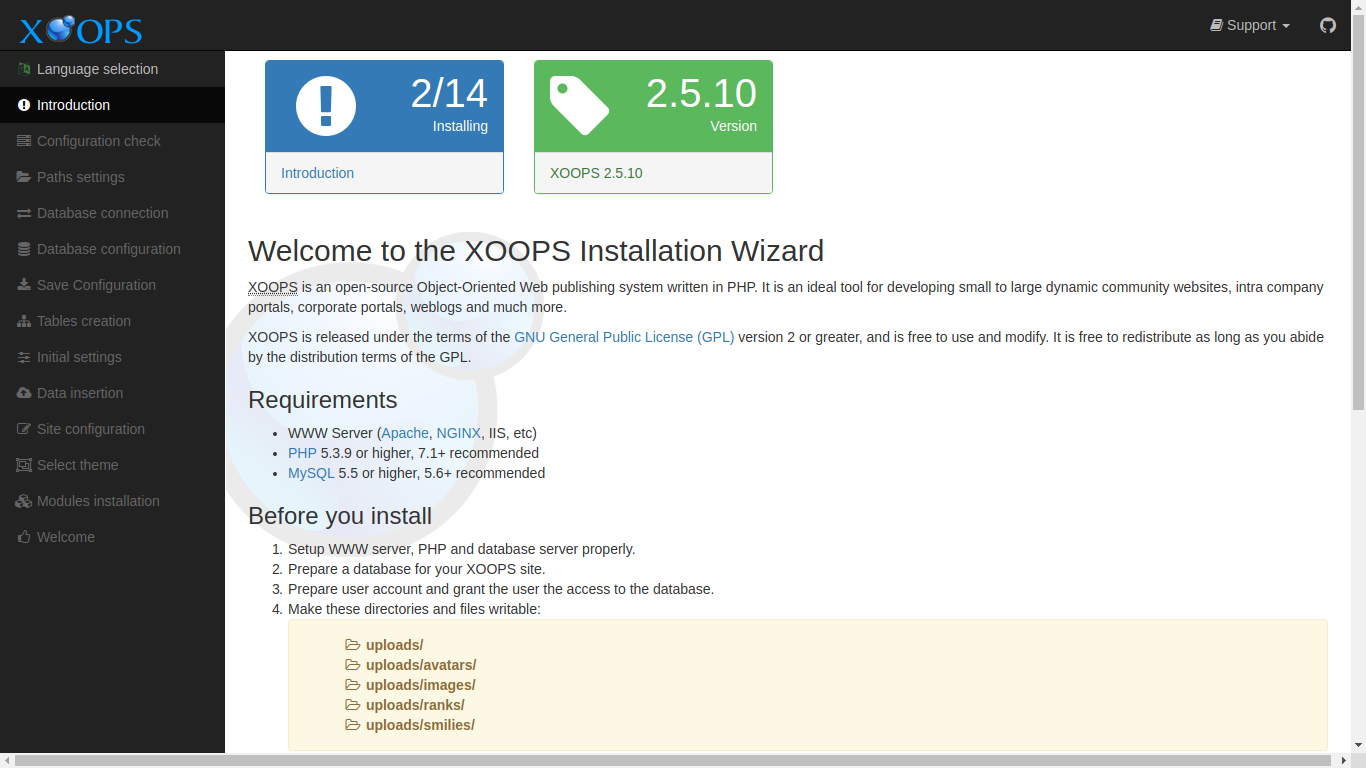 XOOPS
Support
Language selection
Introduction
Configuration check
Paths settings
Database connection
Database configuration
Save Configuration
Tables creation
Initial settings
Data insertion
Site configuration
Select theme
Modules installation
Welcome
2/14
Installing
Introduction
2.5.10
Version
XOOPS 2.5.10
Welcome to the XOOPS Installation Wizard
XOOPS is an open-source Object-Oriented Web publishing system written in PHP. It is an ideal tool for developing small to large dynamic community websites, intra company
portals, corporate portals, weblogs and much more.
XOOPS is released under the terms of the GNU General Public License (GPL) version 2 or greater, and is free to use and modify. It is free to redistribute as long as you abide
by the distribution terms of the GPL.
Requirements
• WWW Server (Apache, NGINX, IIS, etc)
• PHP 5.3.9 or higher, 7.1+ recommended
• MySQL 5.5 or higher, 5.6+ recommended
Before you install
1. Setup WWW server, PHP and database server properly.
2. Prepare a database for your XOOPS site.
3. Prepare user account and grant the user the access to the database.
4. Make these directories and files writable:
uploads/
uploads/avatars/
uploads/images/
uploads/ranks/
uploads/smilies/